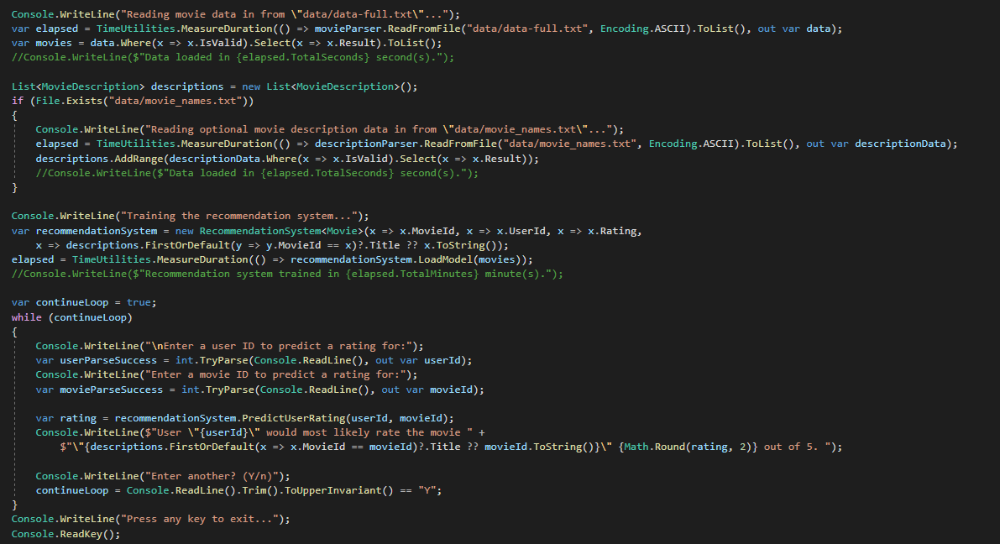 Console.WriteLine("Reading movie data in from \"data/data-full.txt\"...");
var elapsed = TimeUtilities.MeasureDuration(() => movieParser.ReadFromFile("data/data-full.txt", Encoding.ASCII).ToList(), out var data);
var movies = data.Where(x => x.IsValid).Select(x => x.Result).ToList();
//Console.WriteLine($"Data loaded in {elapsed.TotalSeconds} second(s).");

List<MovieDescription> descriptions = new List<MovieDescription>();
if (File.Exists("data/movie_names.txt"))
{
    Console.WriteLine("Reading optional movie description data in from \"data/movie_names.txt\"...");
    elapsed = TimeUtilities.MeasureDuration(() => descriptionParser.ReadFromFile("data/movie_names.txt", Encoding.ASCII).ToList(), out var descriptionData);
    descriptions.AddRange(descriptionData.Where(x => x.IsValid).Select(x => x.Result));
    //Console.WriteLine($"Data loaded in {elapsed.TotalSeconds} second(s).");
}

Console.WriteLine("Training the recommendation system...");
var recommendationSystem = new RecommendationSystem<Movie>(x => x.MovieId, x => x.UserId, x => x.Rating,
    x => descriptions.FirstOrDefault(y => y.MovieId == x)?.Title ?? x.ToString());
elapsed = TimeUtilities.MeasureDuration(() => recommendationSystem.LoadModel(movies));
//Console.WriteLine($"Recommendation system trained in {elapsed.TotalMinutes} minute(s).");

var continueLoop = true;
while (continueLoop)
{
    Console.WriteLine("\nEnter a user ID to predict a rating for:");
    var userParseSuccess = int.TryParse(Console.ReadLine(), out var userId);
    Console.WriteLine("Enter a movie ID to predict a rating for:");
    var movieParseSuccess = int.TryParse(Console.ReadLine(), out var movieId);

    var rating = recommendationSystem.PredictUserRating(userId, movieId);
    Console.WriteLine($"User \"{userId}\" would most likely rate the movie " +
        $"\"{descriptions.FirstOrDefault(x => x.MovieId == movieId)?.Title ?? movieId.ToString()}\" {Math.Round(rating, 2)} out of 5. ");

    Console.WriteLine("Enter another? (Y/n)");
    continueLoop = Console.ReadLine().Trim().ToUpperInvariant() == "Y";
}
Console.WriteLine("Press any key to exit...");
Console.ReadKey();